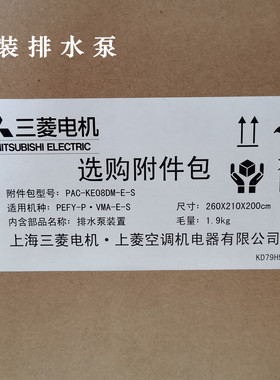 装排水泵
三菱电机
MITSUBISHI ELECTRIC
选购附件包
附件包型号: PAC-KE08DM-E-S
适用机种: PEFY-P·VMA-E-S
尺寸: 260X210X200cm
内含部品名称: 排水泵装置
毛量: 1.9kg
上海三菱电机·上菱空调机电器有限公司